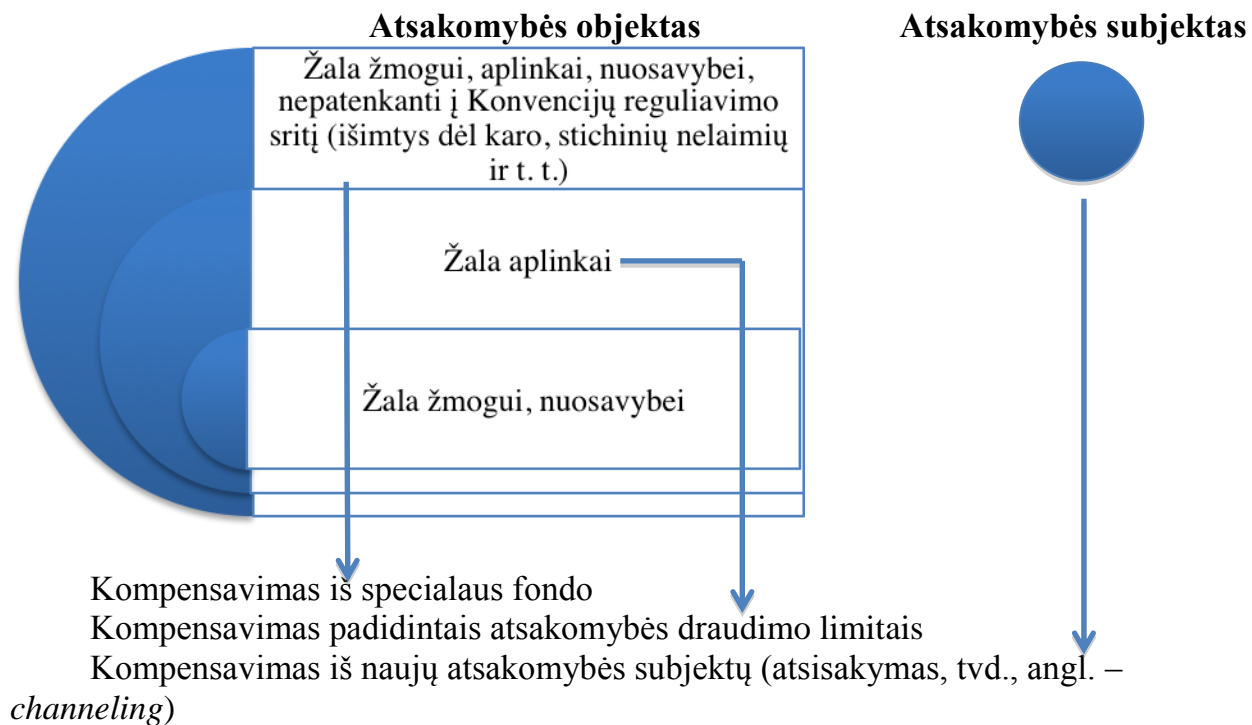 Atsakomybės objektas
Atsakomybės subjektas
Žala žmogui, aplinkai, nuosavybei,
nepatenkanti į Konvencijų reguliavimo
sritį (išimtys dėl karo, stichinių nelaimių
ir t. t.)
Žala aplinkai
Žala žmogui, nuosavybei
Kompensavimas iš specialaus fondo
Kompensavimas padidintais atsakomybės draudimo limitais
Kompensavimas iš naujų atsakomybės subjektų (atsisakymas, tvd., angl. –
channeling)